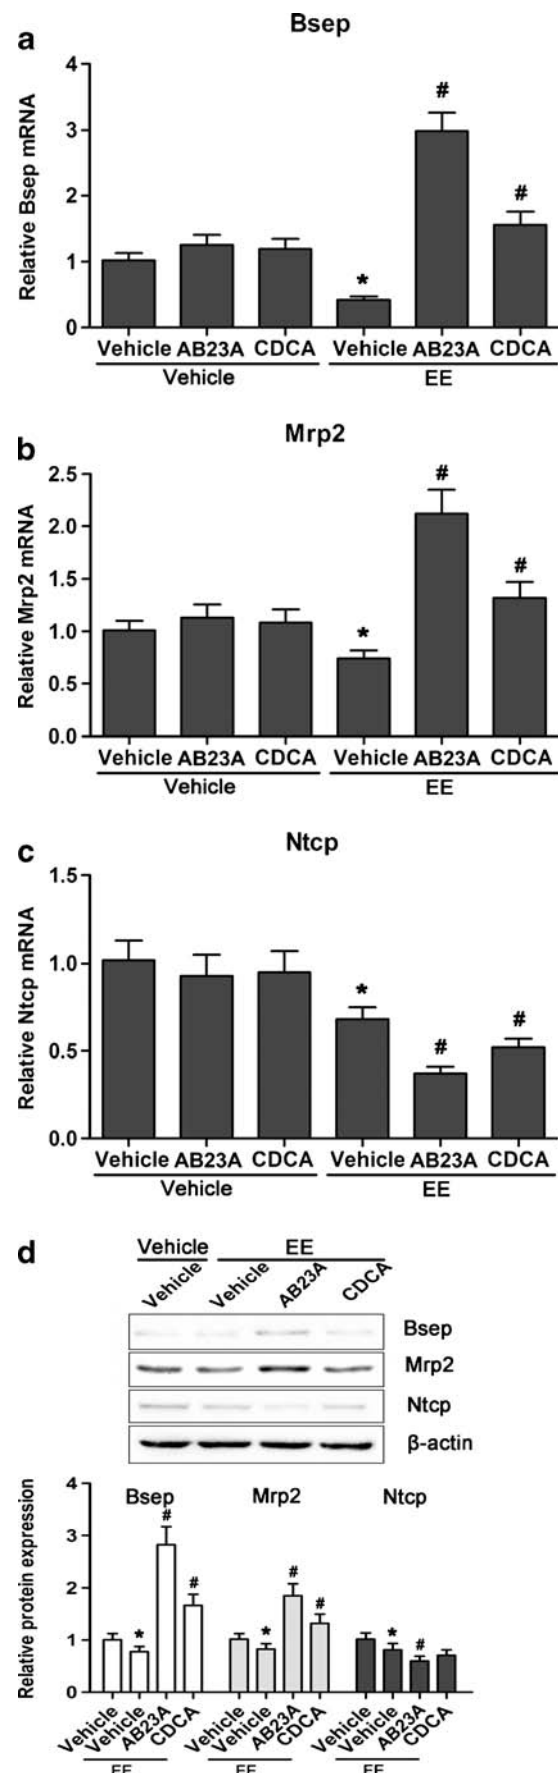 a
Bsep
Relative Bsep mRNA
4
3
2
1
0
#
#
*
Vehicle AB23A CDCA Vehicle AB23A CDCA
Vehicle EE
b
Mrp2
Relative Mrp2 mRNA
2.5
2.0
1.5
1.0
0.5
0.0
#
#
*
Vehicle AB23A CDCA Vehicle AB23A CDCA
Vehicle EE
c
Ntcp
Relative Ntcp mRNA
1.5
1.0
0.5
0.0
*
#
#
Vehicle AB23A CDCA Vehicle AB23A CDCA
Vehicle EE
d
Vehicle EE
Vehicle Vehicle AB23A CDCA
Bsep
Mrp2
Ntcp
β-actin
Relative protein expression
4
3
2
1
0
Bsep Mrp2 Ntcp
* # # * # # * #
Vehicle Vehicle AB23A CDCA Vehicle Vehicle AB23A CDCA Vehicle Vehicle AB23A CDCA
EE EE EE